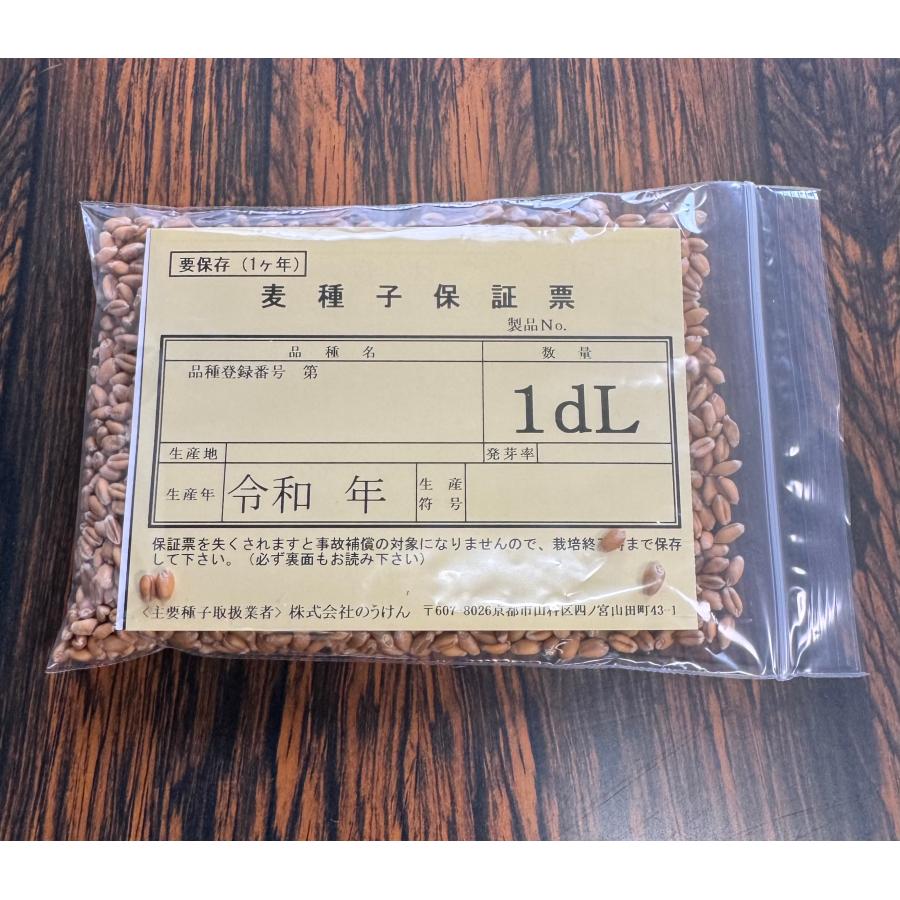 要保存（1ヶ年）
麦種子保証票
製品No.
品種名 数量
品種登録番号 第
1dL
生産地 発芽率
生産年 令和 年 生産符号
保証票を失くされますと事故補償の対象になりませんので、栽培終 まで保存
して下さい。（必ず裏面もお読み下さい）
〈主要種子取扱業者〉株式会社のうけん 〒607-8026京都市山科区四ノ宮山田町43-1